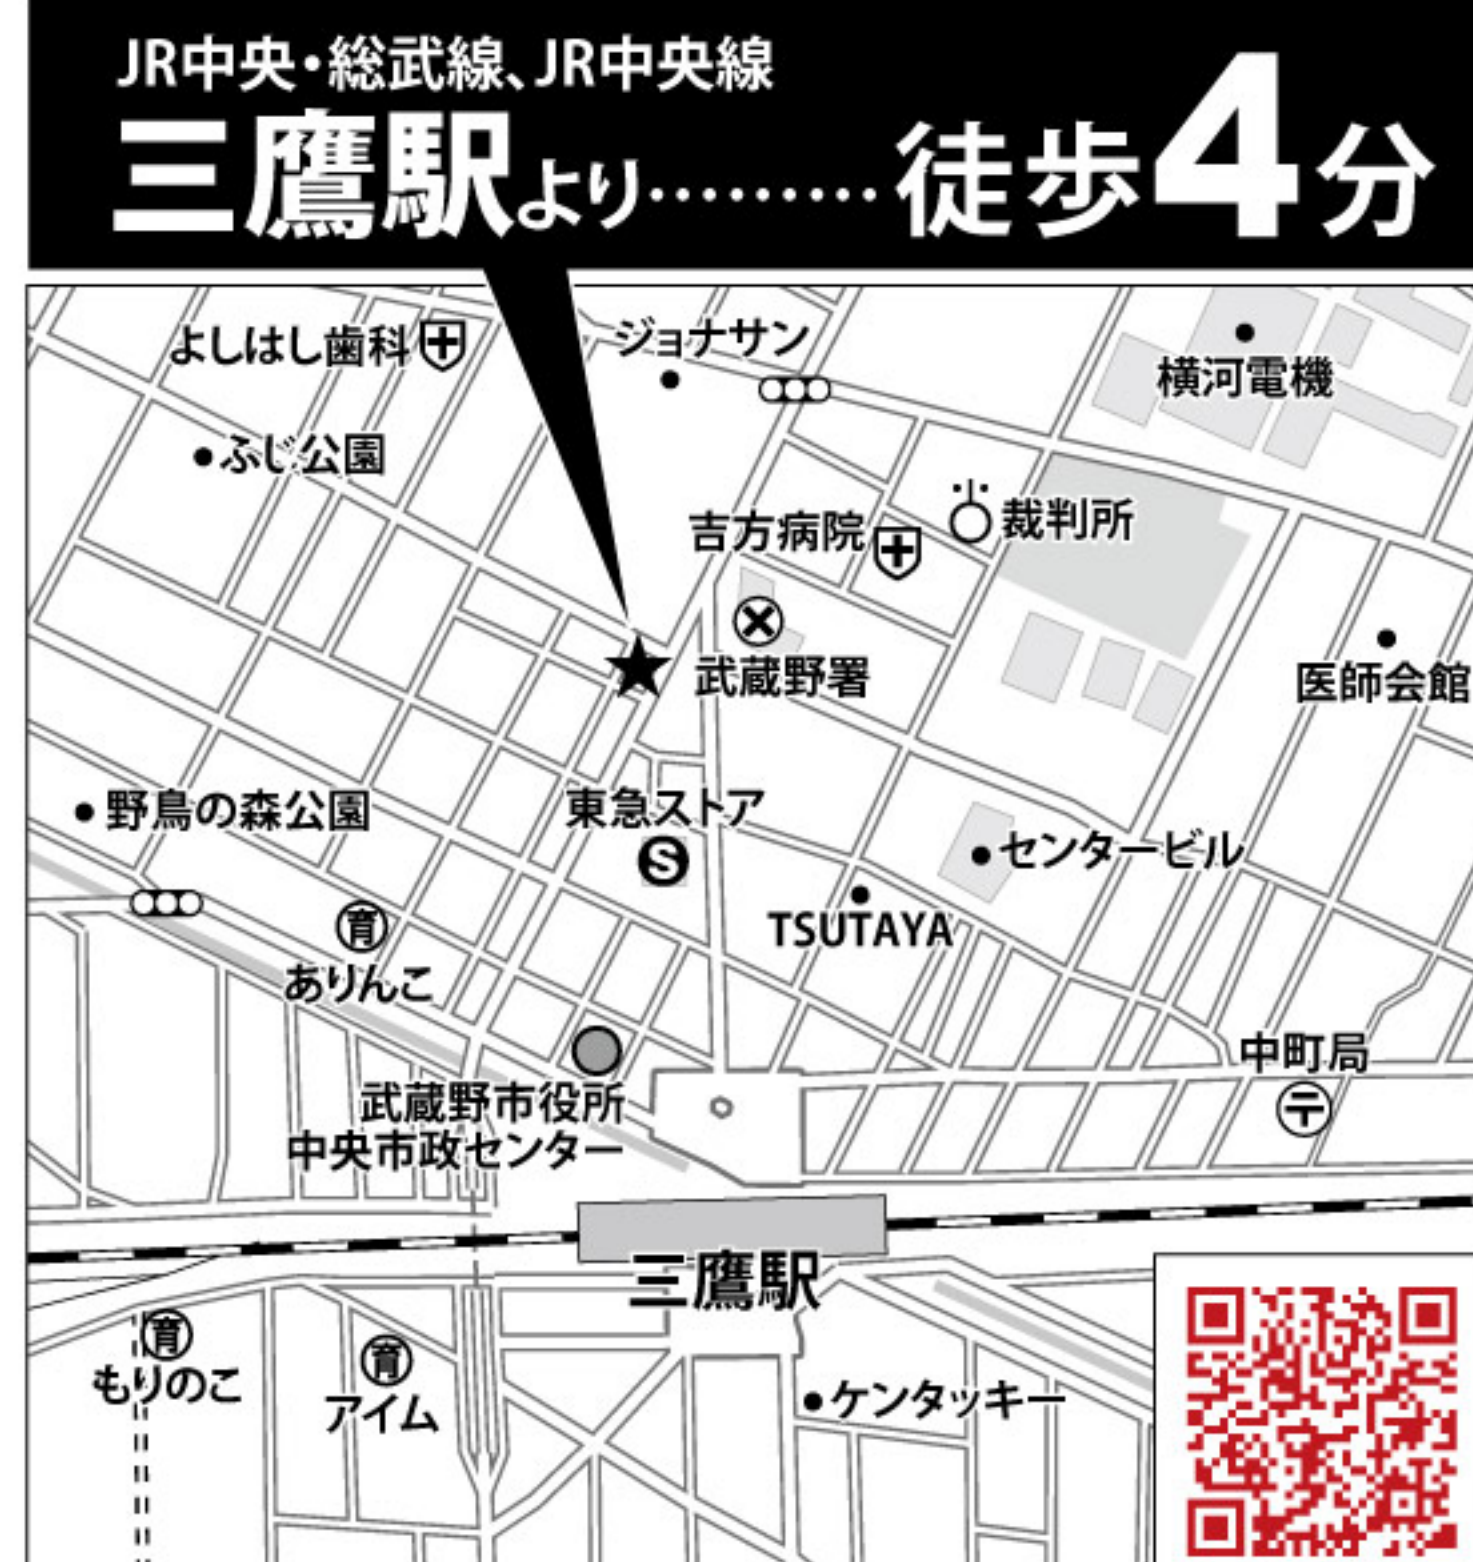 JR中央・総武線、JR中央線
三鷹駅より………徒歩4分
よしはし歯科
ジョナサン
横河電機
ふじ公園
吉方病院
裁判所
武蔵野署
医師会館
野鳥の森公園
東急ストア
S
センタービル
TSUTAYA
育
ありんこ
中町局
〒
武蔵野市役所
中央市政センター
三鷹駅
育
もりのこ
育
アイム
ケンタッキー